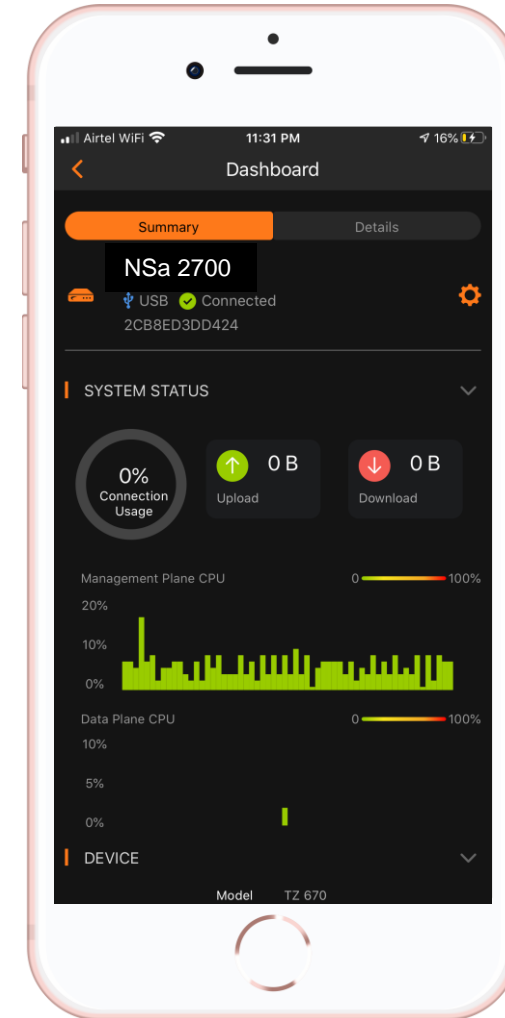 Airtel WiFi 11:31 PM 16%
Dashboard
Summary Details
NSa 2700
USB Connected
2CB8ED3DD424
SYSTEM STATUS
0%
Connection
Usage
0 B
Upload
0 B
Download
Management Plane CPU 0 100%
20%
10%
0%
Data Plane CPU 0 100%
10%
5%
0%
DEVICE
Model TZ 670